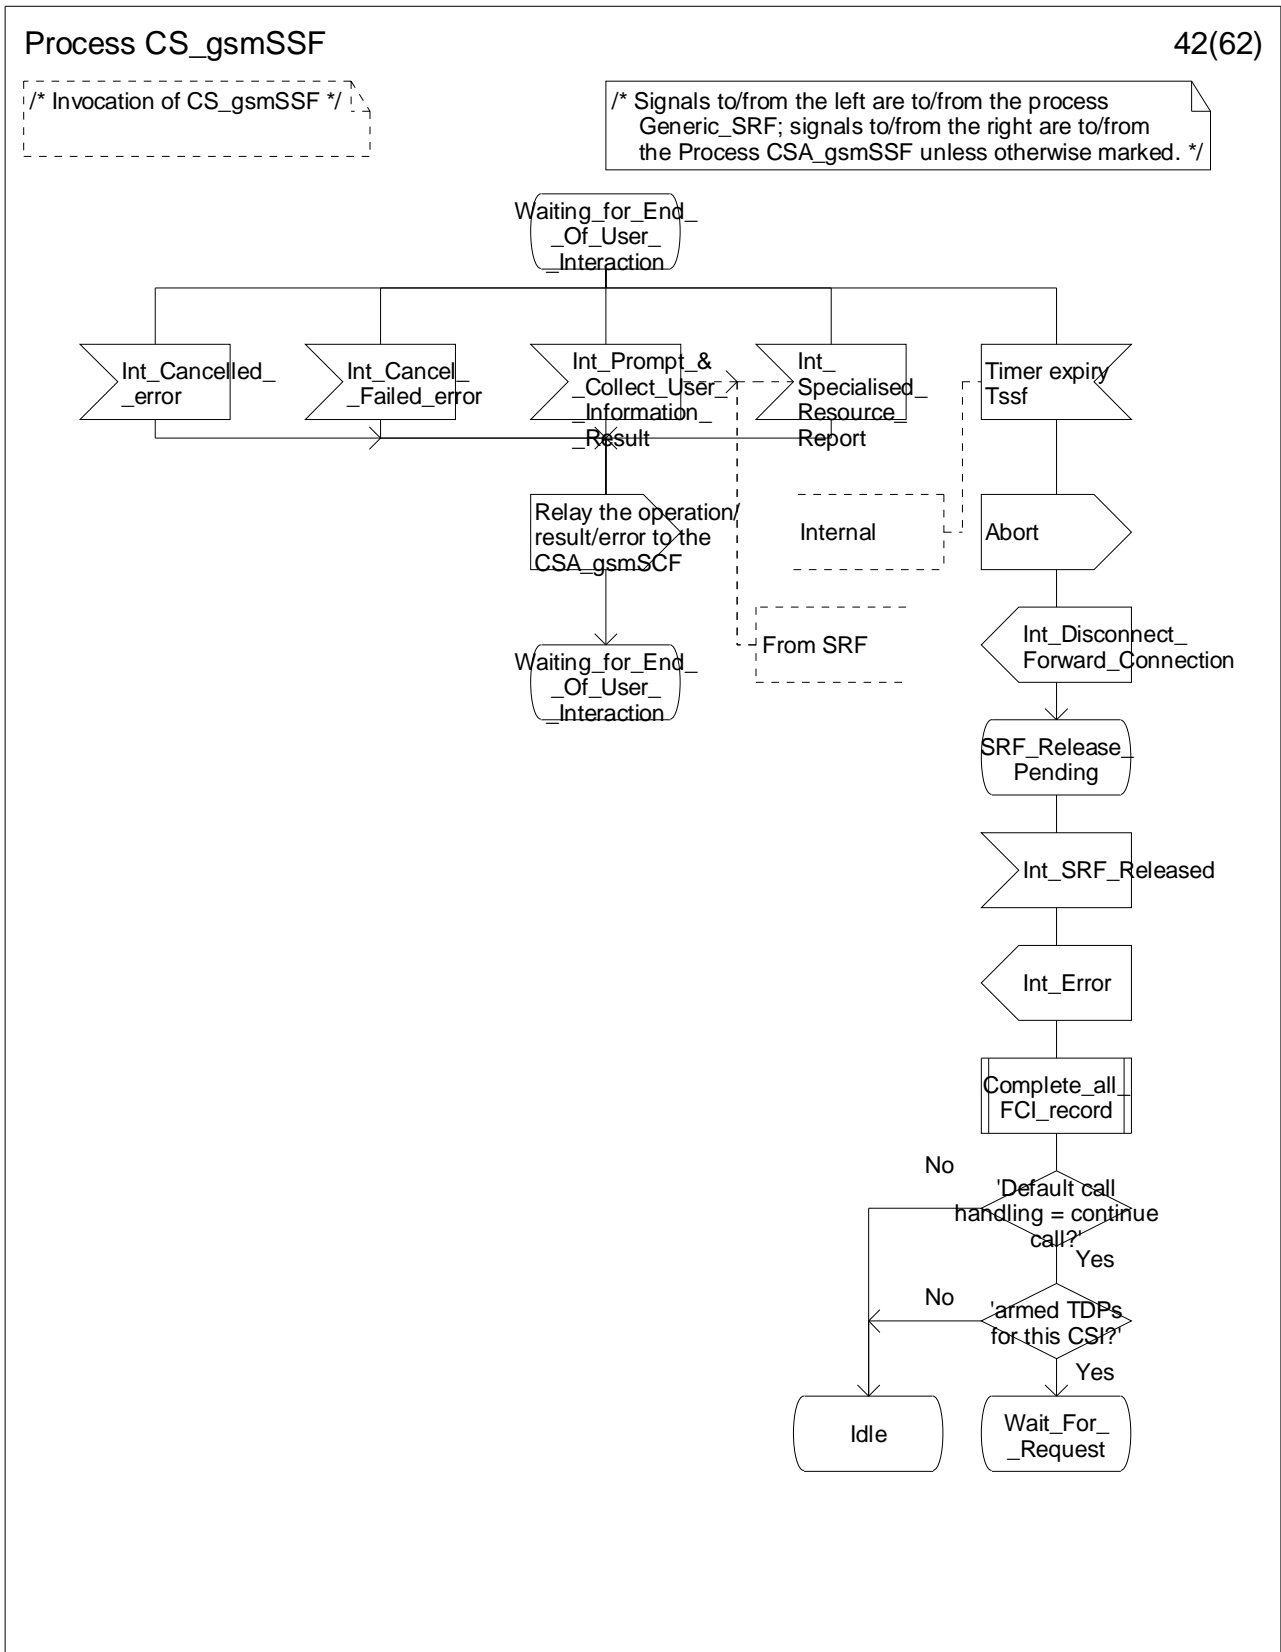 Process CS_gsmSSF
42(62)
/* Invocation of CS_gsmSSF */
/* Signals to/from the left are to/from the process
Generic_SRF; signals to/from the right are to/from
the Process CSA_gsmSSF unless otherwise marked. */
Waiting_for_End_
_Of_User_
_Interaction
Int_Cancelled_
_error
Int_Cancel_
_Failed_error
Int_Prompt_&
_Collect_User_
_Information_
_Result
Int_
Specialised_
Resource_
Report
Timer expiry
Tssf
Relay the operation/
result/error to the
CSA_gsmSCF
Internal
Abort
From SRF
Int_Disconnect_
Forward_Connection
Waiting_for_End_
_Of_User_
_Interaction
SRF_Release_
Pending
Int_SRF_Released
Int_Error
Complete_all_
FCI_record
No
'Default call
handling = continue
call?'
Yes
No
'armed TDPs
for this CSI?'
Yes
Idle
Wait_For_
_Request